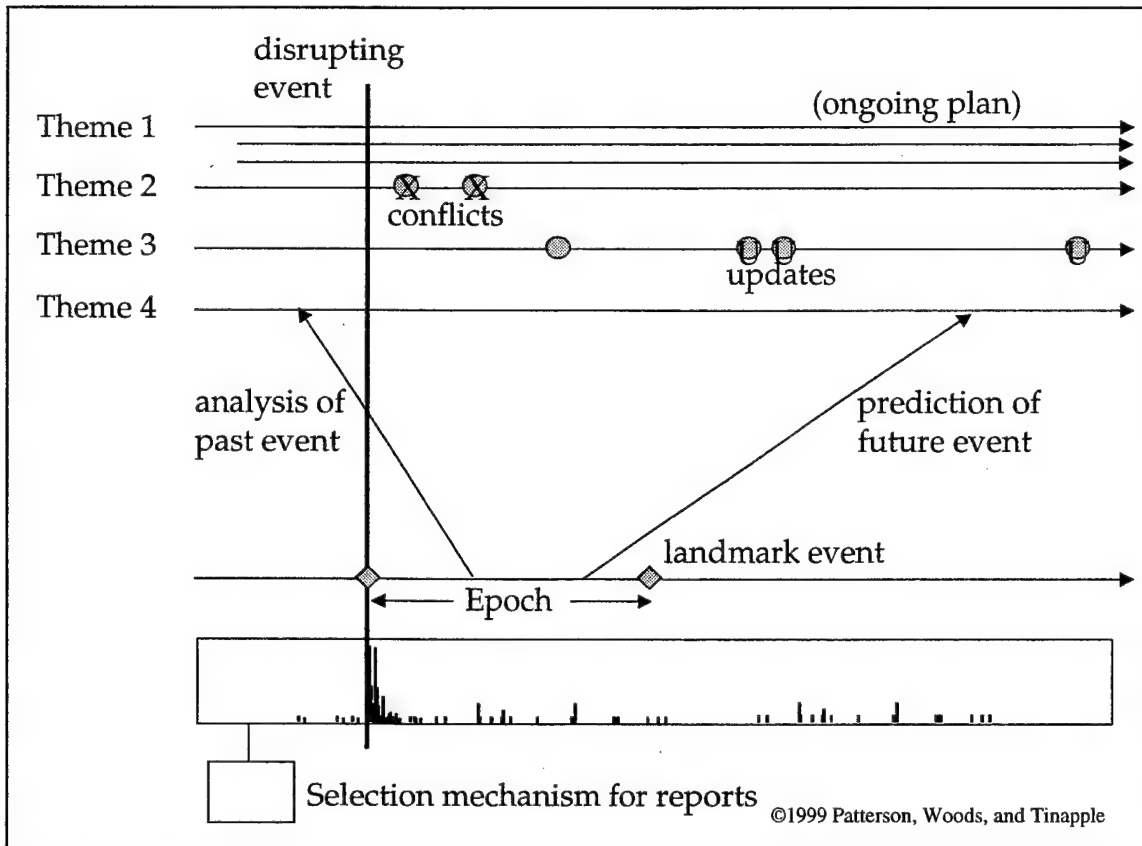 disrupting
event
(ongoing plan)
Theme 1
Theme 2
X X
conflicts
Theme 3
U U U
updates
Theme 4
analysis of
past event
prediction of
future event
landmark event
Epoch
Selection mechanism for reports
©1999 Patterson, Woods, and Tinapple